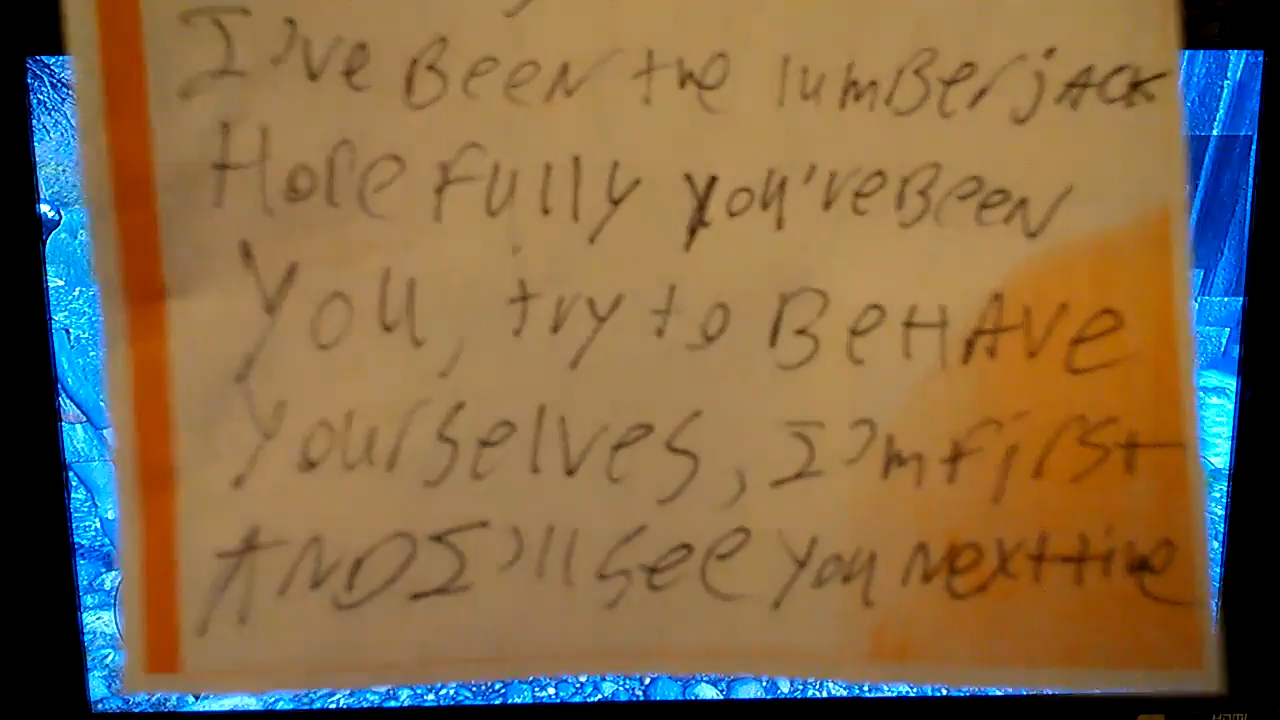 I've Been the lumBerjACK
HopeFully you've Been
You, try to BeHAve
Yourselves, I'm first
AND I'll see you Next time
HDMI